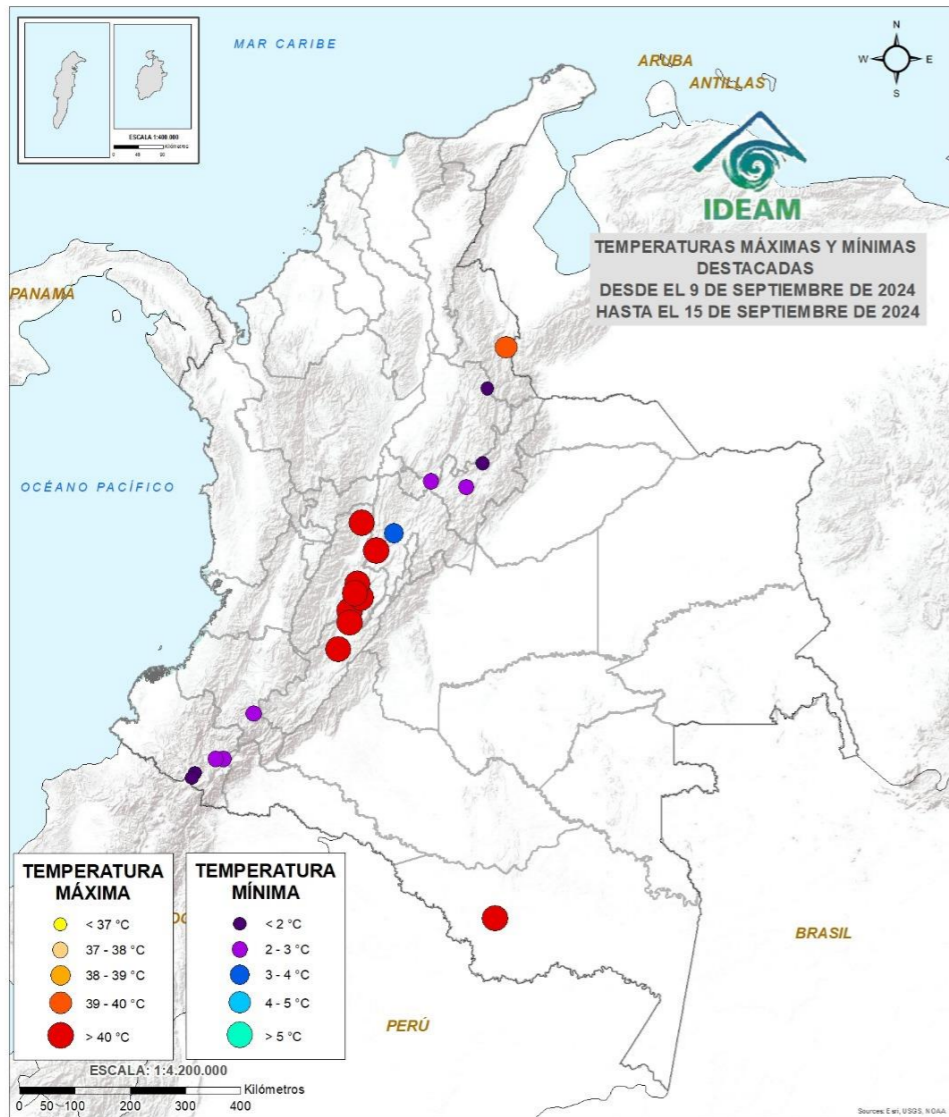 MAR CARIBE
ARUBA
ANTILLAS
N
W
E
S
ESCALA 1:400.000
Kilómetros
0
40
80
IDEAM
TEMPERATURAS MÁXIMAS Y MÍNIMAS
DESTACADAS
DESDE EL 9 DE SEPTIEMBRE DE 2024
HASTA EL 15 DE SEPTIEMBRE DE 2024
PANAMÁ
OCÉANO PACÍFICO
TEMPERATURA
MÁXIMA
< 37 °C
37 - 38 °C
38 - 39 °C
39 - 40 °C
> 40 °C
TEMPERATURA
MÍNIMA
< 2 °C
2 - 3 °C
3 - 4 °C
4 - 5 °C
> 5 °C
BRASIL
PERÚ
ESCALA: 1:4.200.000
Kilómetros
0 50 100 200 300 400
Sources: Esri, USGS, NOAA